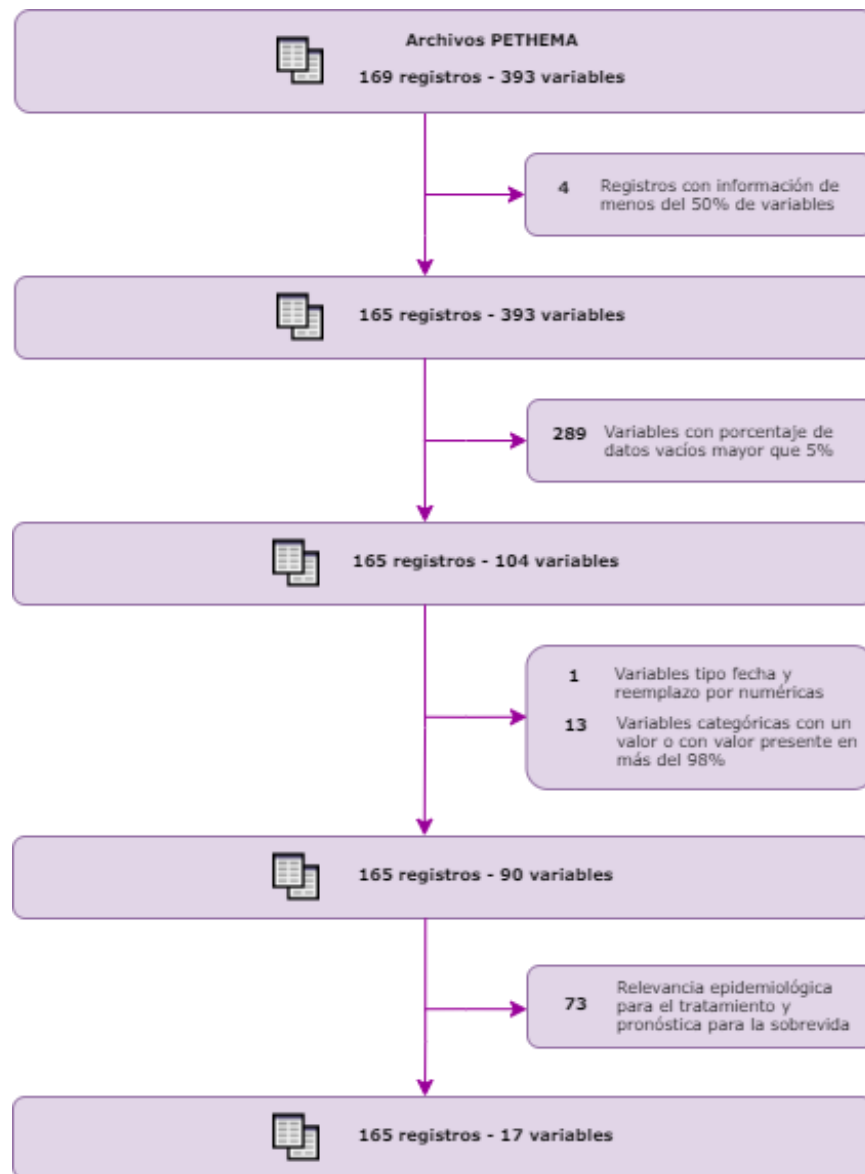 Archivos PETHEMA
169 registros - 393 variables
4 Registros con información de
menos del 50% de variables
165 registros - 393 variables
289 Variables con porcentaje de
datos vacíos mayor que 5%
165 registros - 104 variables
1 Variables tipo fecha y
reemplazo por numéricas
13 Variables categóricas con un
valor o con valor presente en
más del 98%
165 registros - 90 variables
73 Relevancia epidemiológica
para el tratamiento y
pronóstica para la sobrevida
165 registros - 17 variables